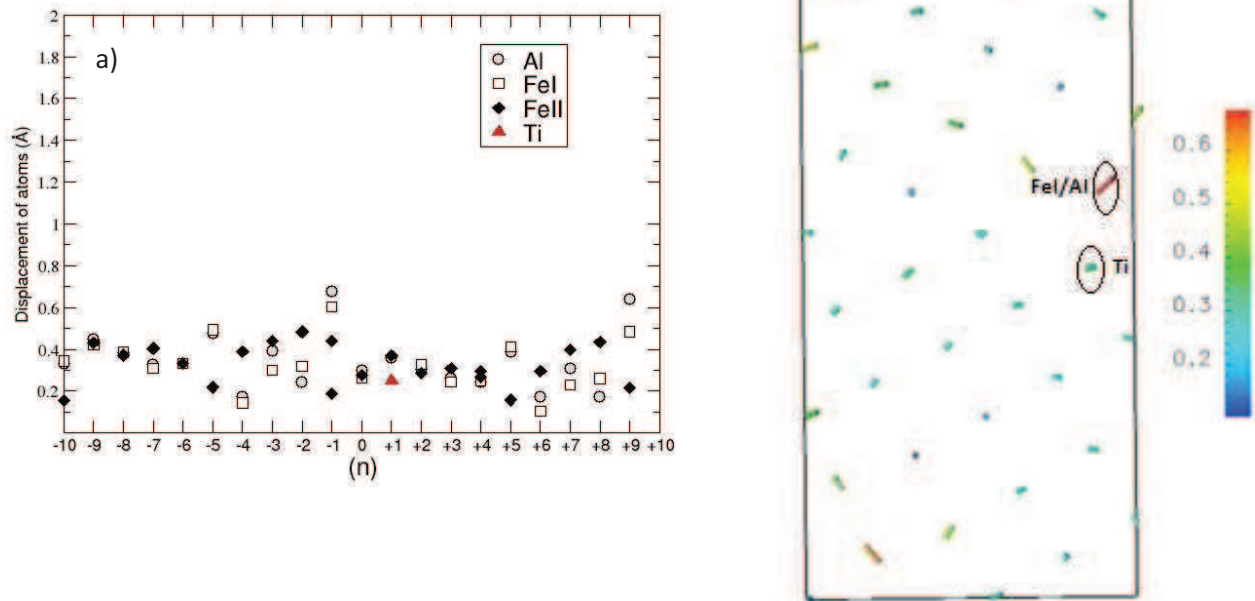 a)
Displacement of atoms (Å)
2
1.8
1.6
1.4
1.2
1
0.8
0.6
0.4
0.2
-10 -9 -8 -7 -6 -5 -4 -3 -2 -1 0 +1 +2 +3 +4 +5 +6 +7 +8 +9 +10
(n)
Al
FeI
FeII
Ti
FeI/Al
Ti
0.6
0.5
0.4
0.3
0.2